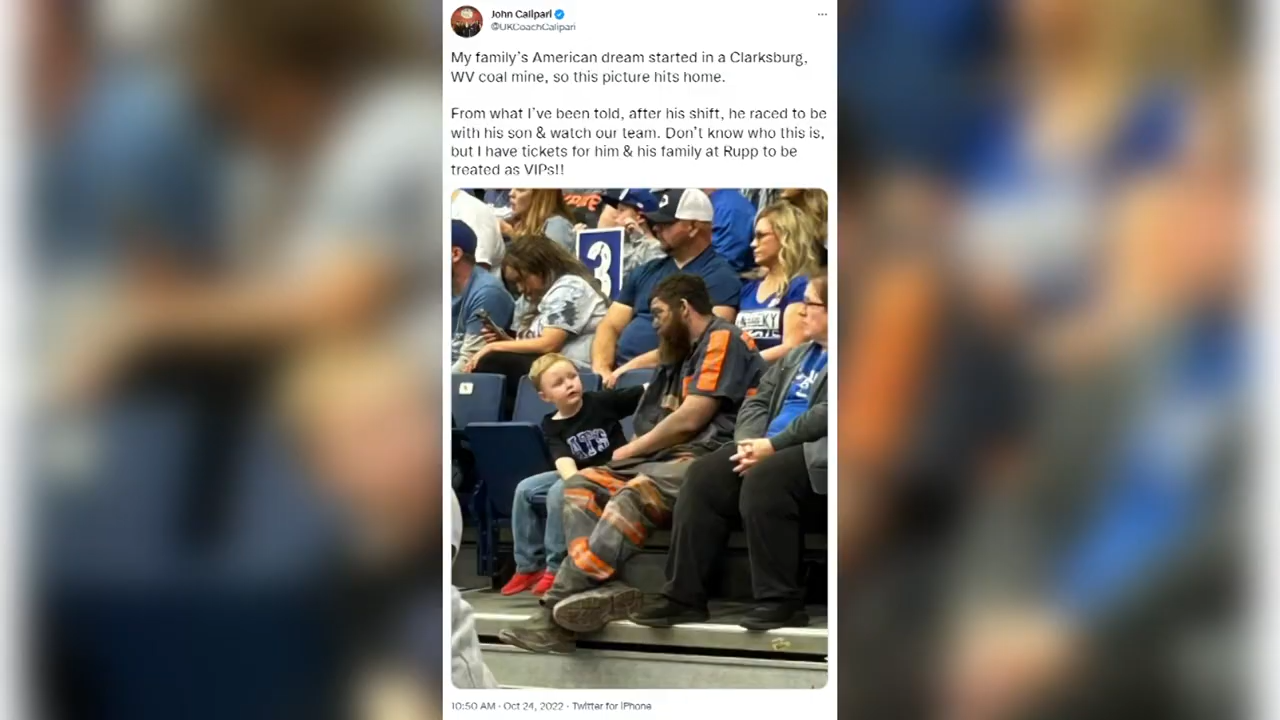 John Calipari
@UKCoachCalipari
My family's American dream started in a Clarksburg,
WV coal mine, so this picture hits home.
From what I've been told, after his shift, he raced to be
with his son & watch our team. Don't know who this is,
but I have tickets for him & his family at Rupp to be
treated as VIPs!!
3
KY
ATS
10:50 AM · Oct 24, 2022 · Twitter for iPhone